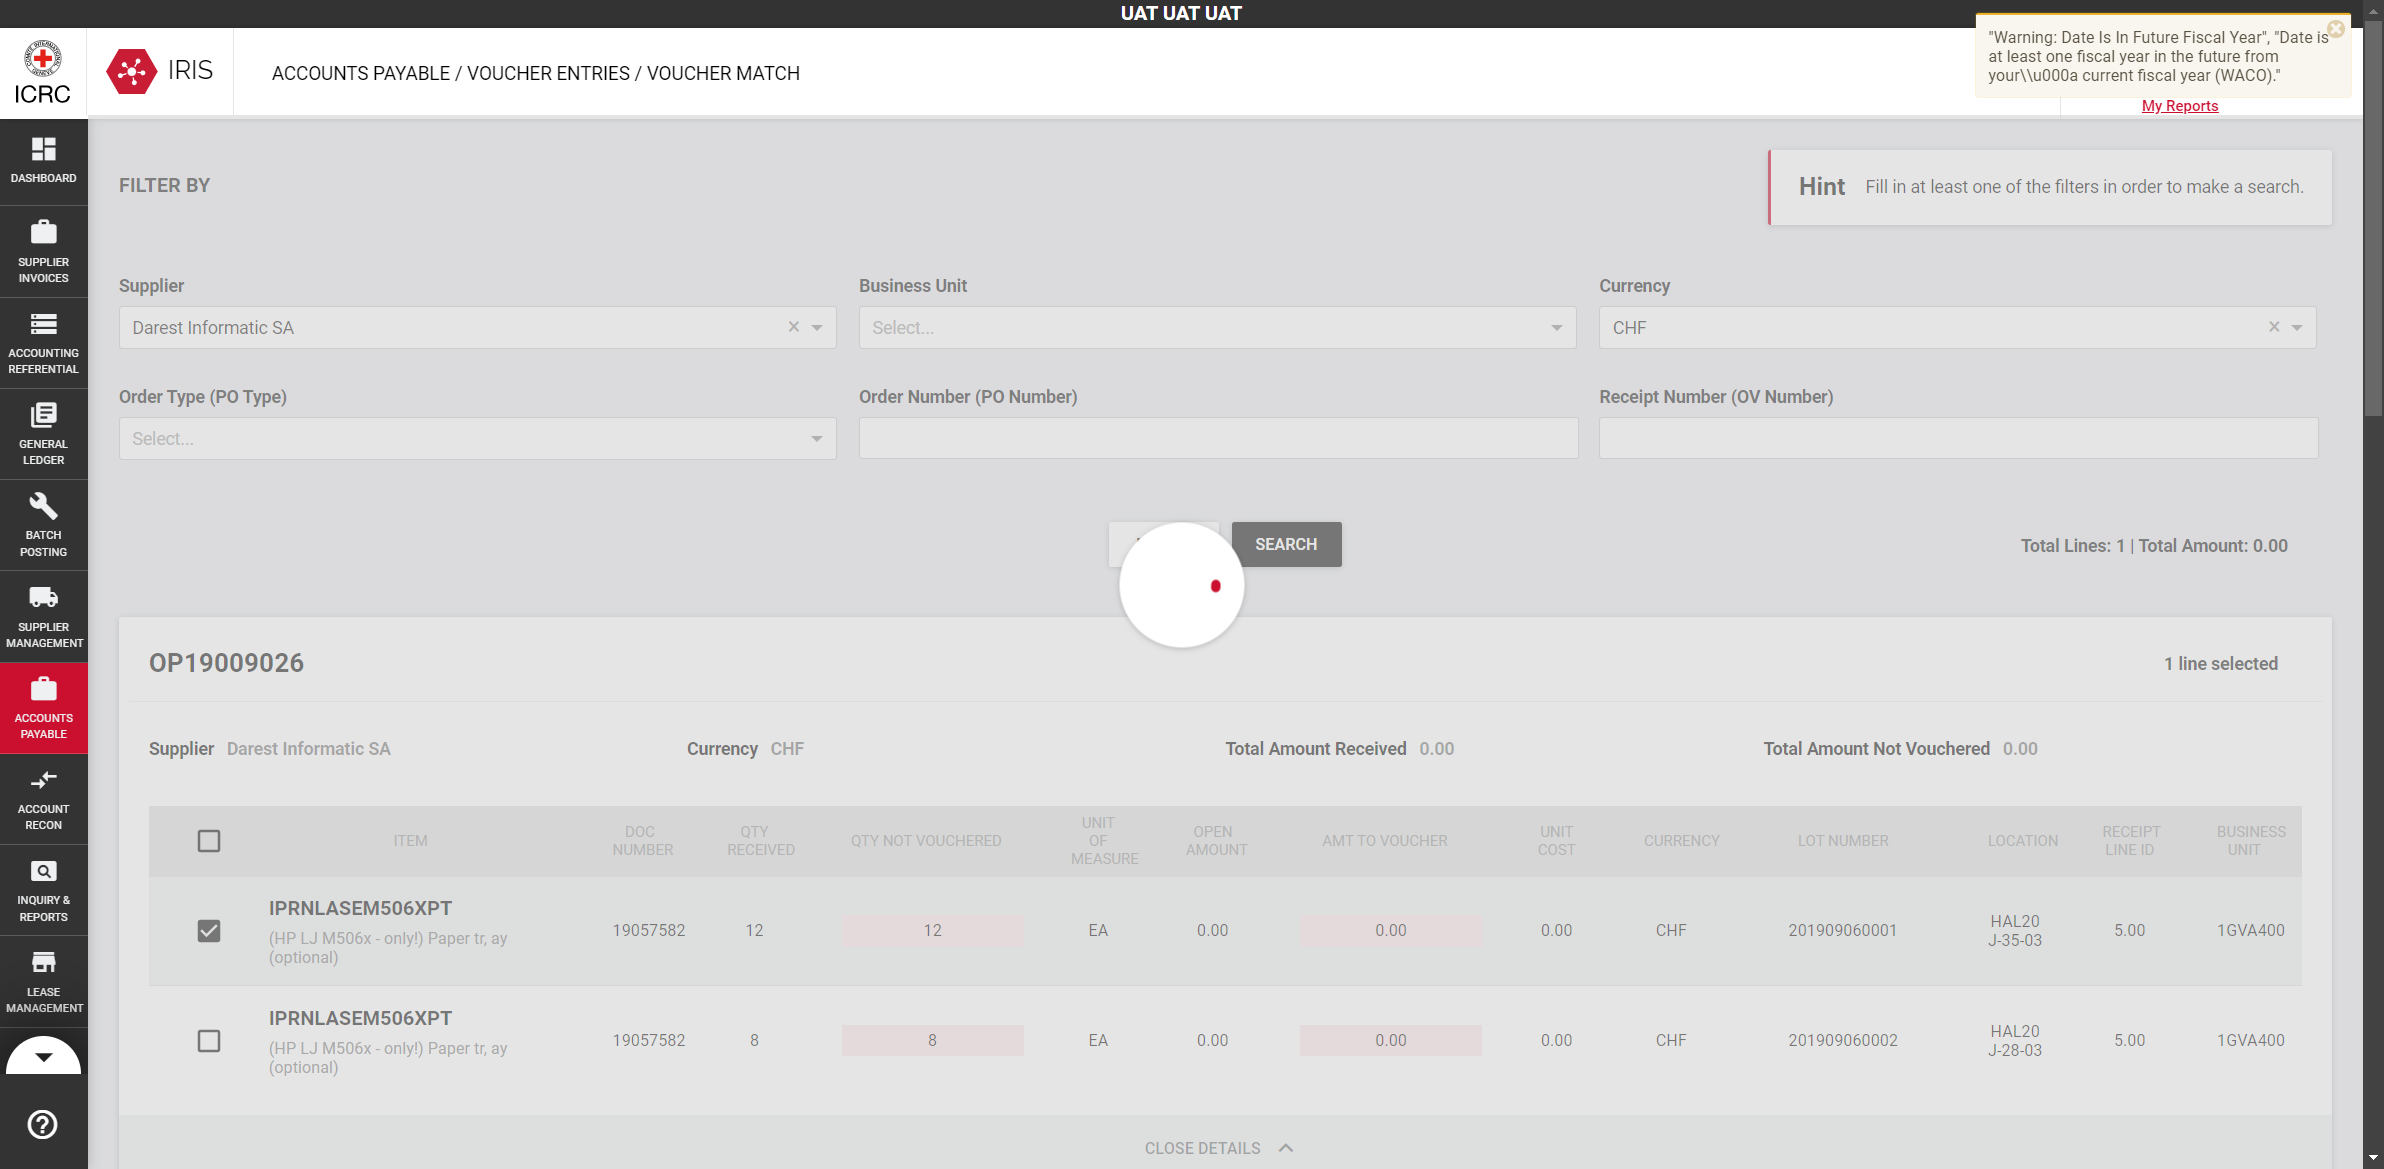 UAT UAT UAT
ICRC
IRIS
ACCOUNTS PAYABLE / VOUCHER ENTRIES / VOUCHER MATCH
"Warning: Date Is In Future Fiscal Year", "Date is
at least one fiscal year in the future from
your\\u000a current fiscal year (WACO)."
My Reports
DASHBOARD
SUPPLIER
INVOICES
ACCOUNTING
REFERENTIAL
GENERAL
LEDGER
BATCH
POSTING
SUPPLIER
MANAGEMENT
ACCOUNTS
PAYABLE
ACCOUNT
RECON
INQUIRY &
REPORTS
LEASE
MANAGEMENT
FILTER BY
Hint Fill in at least one of the filters in order to make a search.
Supplier
Darest Informatic SA
Business Unit
Select...
Currency
CHF
Order Type (PO Type)
Select...
Order Number (PO Number)
Receipt Number (OV Number)
SEARCH
Total Lines: 1 | Total Amount: 0.00
OP19009026
1 line selected
Supplier Darest Informatic SA
Currency CHF
Total Amount Received 0.00
Total Amount Not Vouchered 0.00
ITEM
DOC
NUMBER
QTY
RECEIVED
QTY NOT VOUCHERED
UNIT
OF
MEASURE
OPEN
AMOUNT
AMT TO VOUCHER
UNIT
COST
CURRENCY
LOT NUMBER
LOCATION
RECEIPT
LINE ID
BUSINESS
UNIT
IPRNLASEM506XPT
(HP LJ M506x - only!) Paper tr, ay
(optional)
19057582
12
12
EA
0.00
0.00
0.00
CHF
201909060001
HAL20
J-35-03
5.00
1GVA400
IPRNLASEM506XPT
(HP LJ M506x - only!) Paper tr, ay
(optional)
19057582
8
8
EA
0.00
0.00
0.00
CHF
201909060002
HAL20
J-28-03
5.00
1GVA400
CLOSE DETAILS